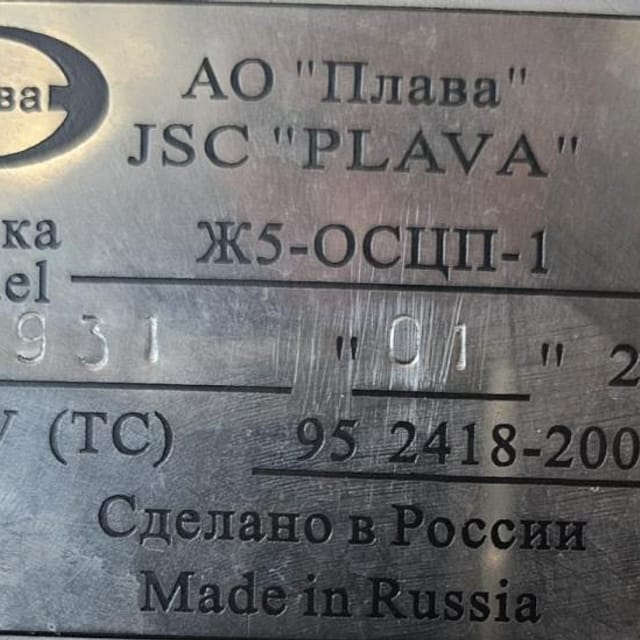 ва
АО "Плава"
JSC "PLAVA"
ка Ж5-ОСЦП-1
el
931 "01" 2
(ТС) 95 2418-200
Сделано в России
Made in Russia